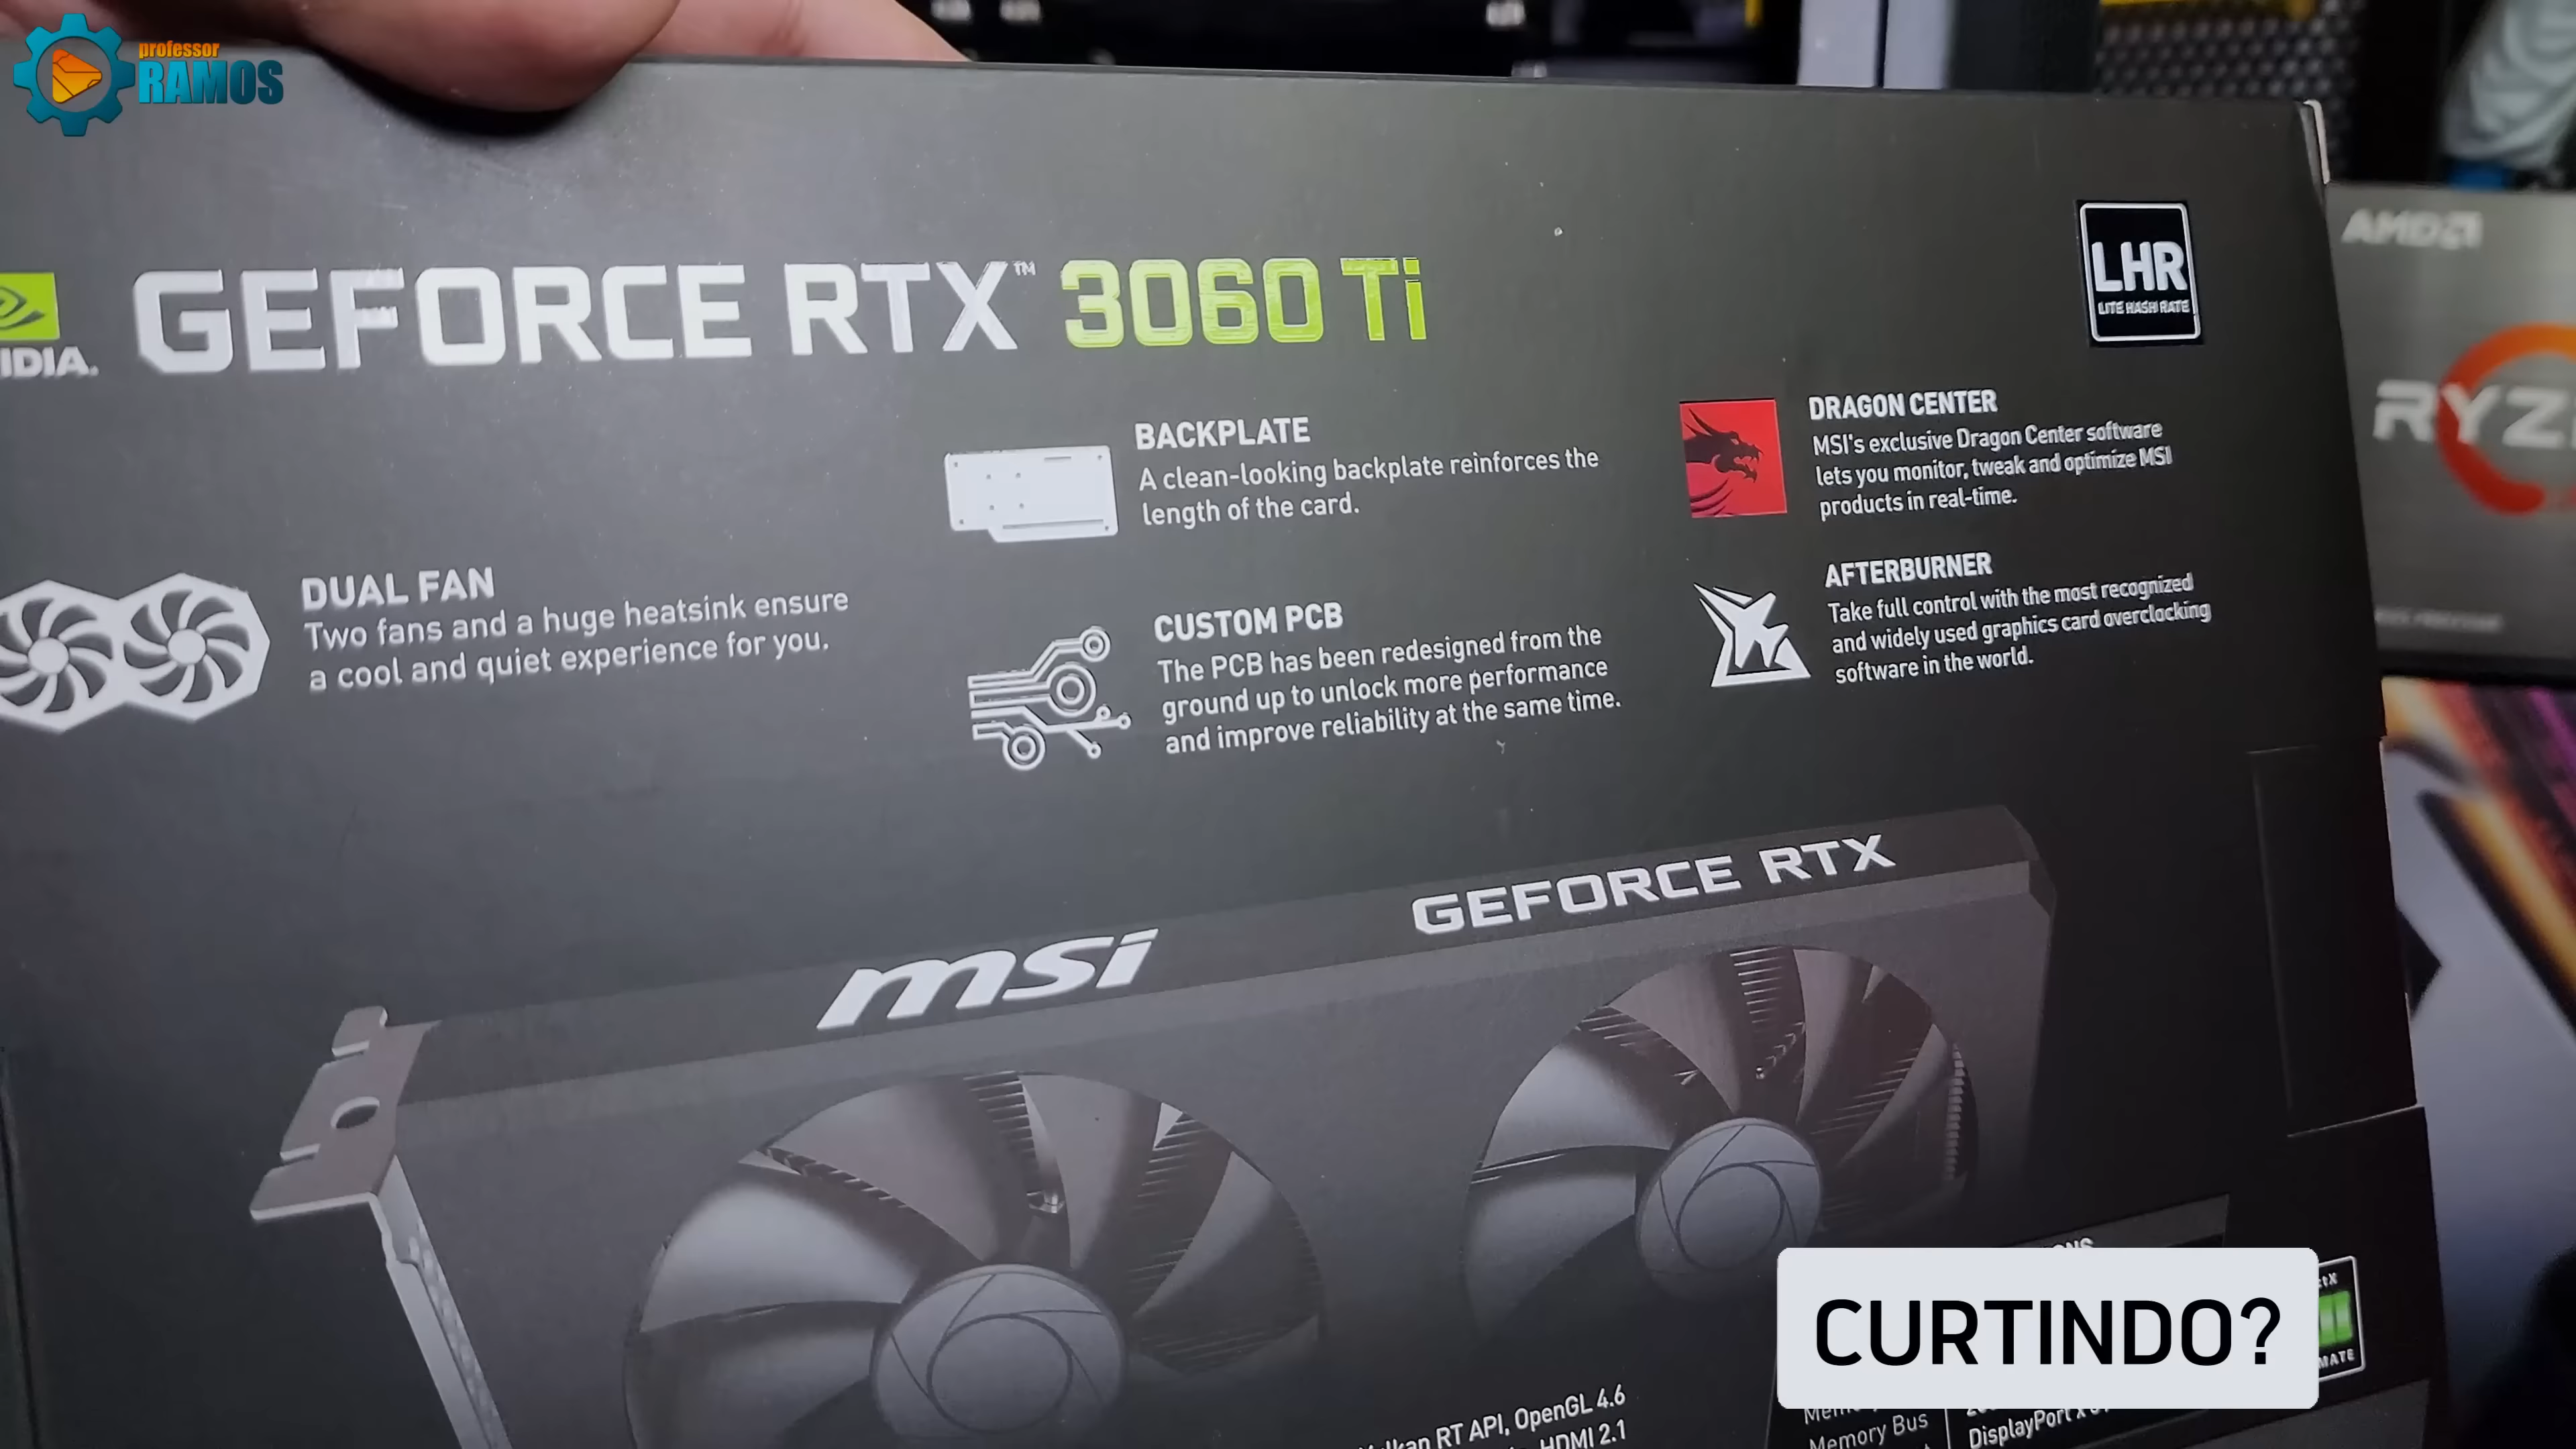 professor
RAMOS
GEFORCE RTX™ 3060 Ti
LHR
LITE HASH RATE
AMD
BACKPLATE
A clean-looking backplate reinforces the
length of the card.
DRAGON CENTER
MSI's exclusive Dragon Center software
lets you monitor, tweak and optimize MSI
products in real-time.
DUAL FAN
Two fans and a huge heatsink ensure
a cool and quiet experience for you.
CUSTOM PCB
The PCB has been redesigned from the
ground up to unlock more performance
and improve reliability at the same time.
AFTERBURNER
Take full control with the most recognized
and widely used graphics card overclocking
software in the world.
msi
GEFORCE RTX
CURTINDO?
RT API, OpenGL 4.6
HDMI 2.1
Memory Bus
DisplayPort x